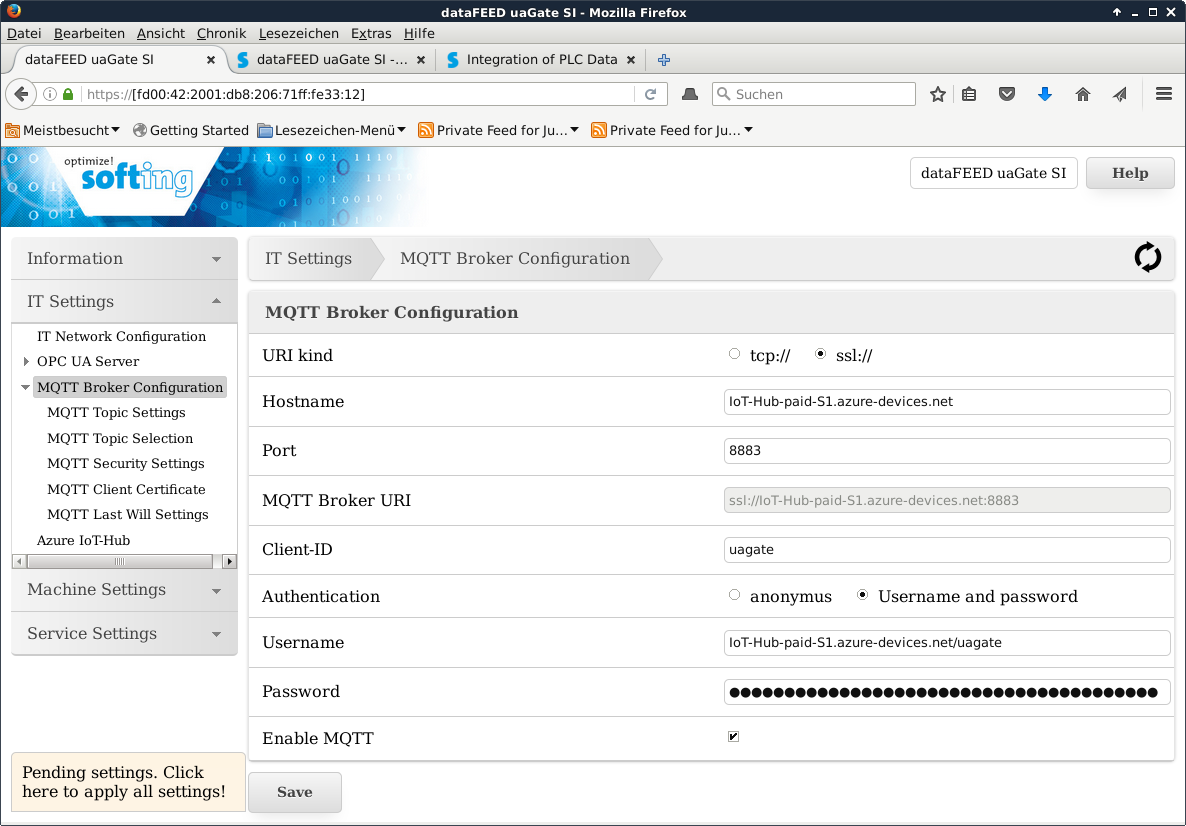 dataFEED uaGate SI - Mozilla Firefox
Datei Bearbeiten Ansicht Chronik Lesezeichen Extras Hilfe
dataFEED uaGate SI dataFEED uaGate SI -... Integration of PLC Data
https://[fd00:42:2001:db8:206:71ff:fe33:12] Suchen
Meistbesucht Getting Started Lesezeichen-Menü Private Feed for Ju... Private Feed for Ju...
optimize!
softing
dataFEED uaGate SI Help
Information
IT Settings
IT Network Configuration
OPC UA Server
MQTT Broker Configuration
MQTT Topic Settings
MQTT Topic Selection
MQTT Security Settings
MQTT Client Certificate
MQTT Last Will Settings
Azure IoT-Hub
Machine Settings
Service Settings
Pending settings. Click
here to apply all settings!
IT Settings MQTT Broker Configuration
MQTT Broker Configuration
URI kind tcp:// ssl://
Hostname IoT-Hub-paid-S1.azure-devices.net
Port 8883
MQTT Broker URI ssl://IoT-Hub-paid-S1.azure-devices.net:8883
Client-ID uagate
Authentication anonymus Username and password
Username IoT-Hub-paid-S1.azure-devices.net/uagate
Password ●●●●●●●●●●●●●●●●●●●●●●●●●●●●●●●●●●●●●●●
Enable MQTT
Save